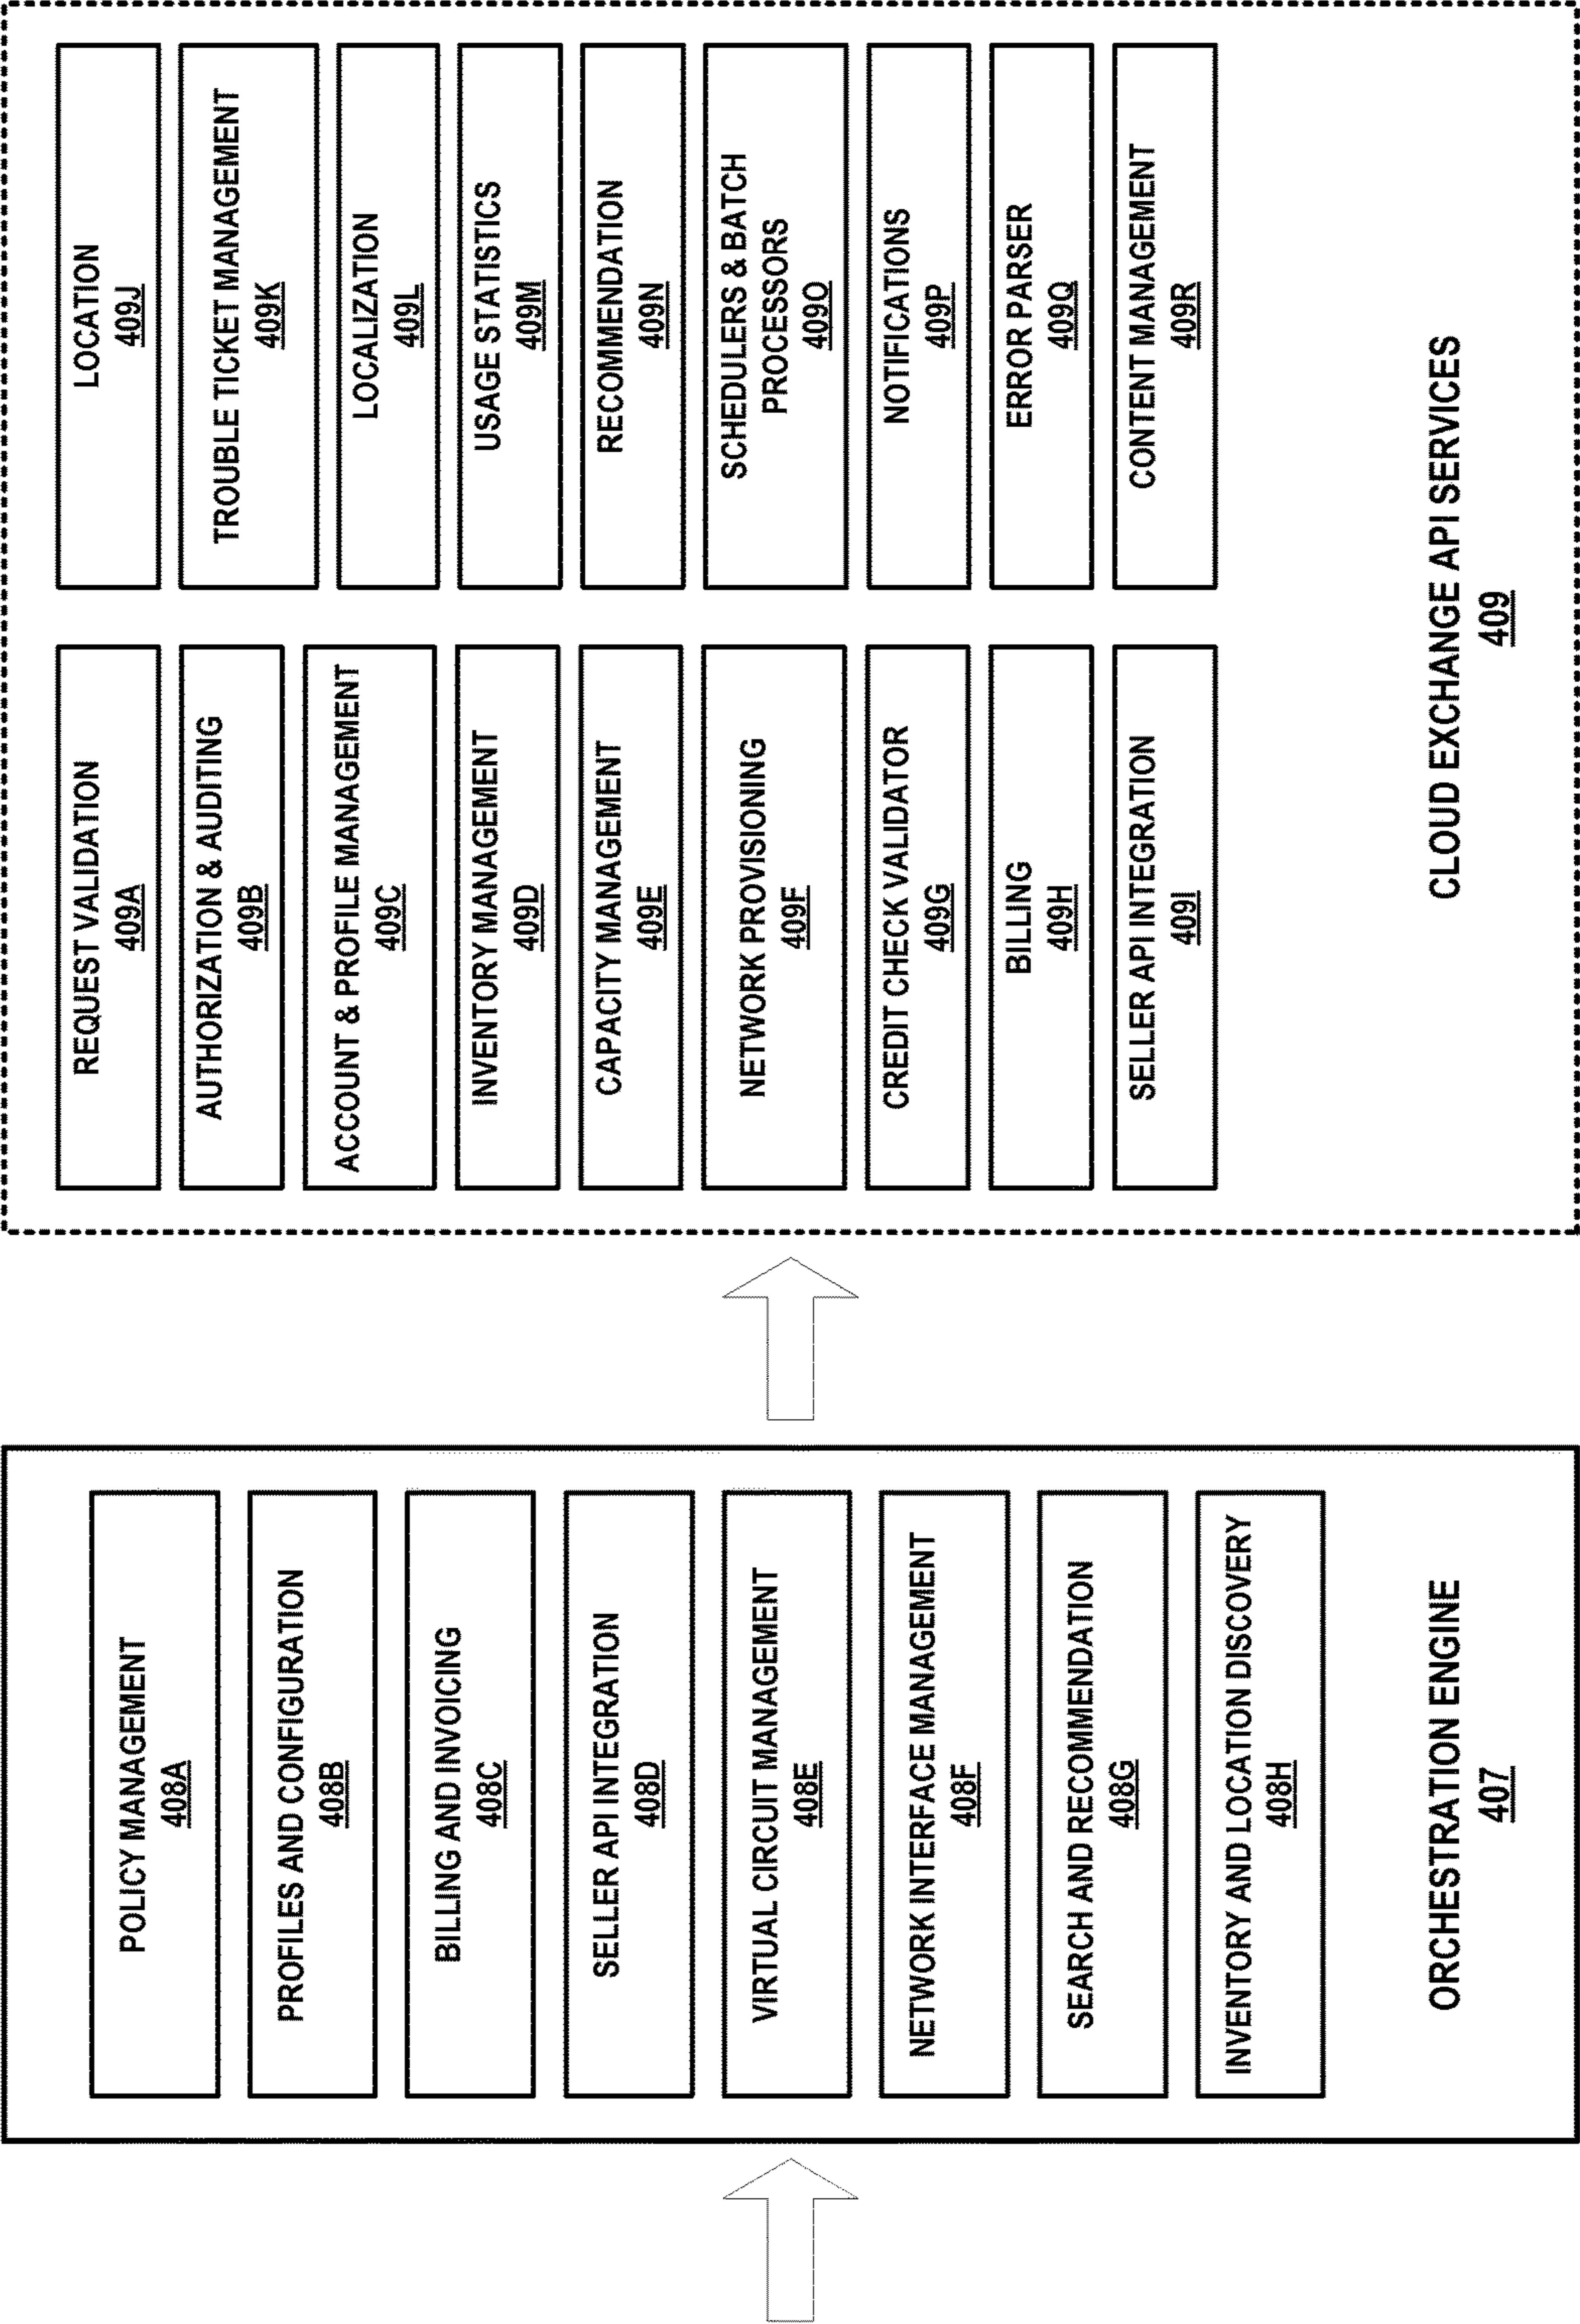 POLICY MANAGEMENT
408A
PROFILES AND CONFIGURATION
408B
BILLING AND INVOICING
408C
SELLER API INTEGRATION
408D
VIRTUAL CIRCUIT MANAGEMENT
408E
NETWORK INTERFACE MANAGEMENT
408F
SEARCH AND RECOMMENDATION
408G
INVENTORY AND LOCATION DISCOVERY
408H
ORCHESTRATION ENGINE
407
REQUEST VALIDATION
409A
AUTHORIZATION & AUDITING
409B
ACCOUNT & PROFILE MANAGEMENT
409C
INVENTORY MANAGEMENT
409D
CAPACITY MANAGEMENT
409E
NETWORK PROVISIONING
409F
CREDIT CHECK VALIDATOR
409G
BILLING
409H
SELLER API INTEGRATION
409I
LOCATION
409J
TROUBLE TICKET MANAGEMENT
409K
LOCALIZATION
409L
USAGE STATISTICS
409M
RECOMMENDATION
409N
SCHEDULERS & BATCH
PROCESSORS
409O
NOTIFICATIONS
409P
ERROR PARSER
409Q
CONTENT MANAGEMENT
409R
CLOUD EXCHANGE API SERVICES
409